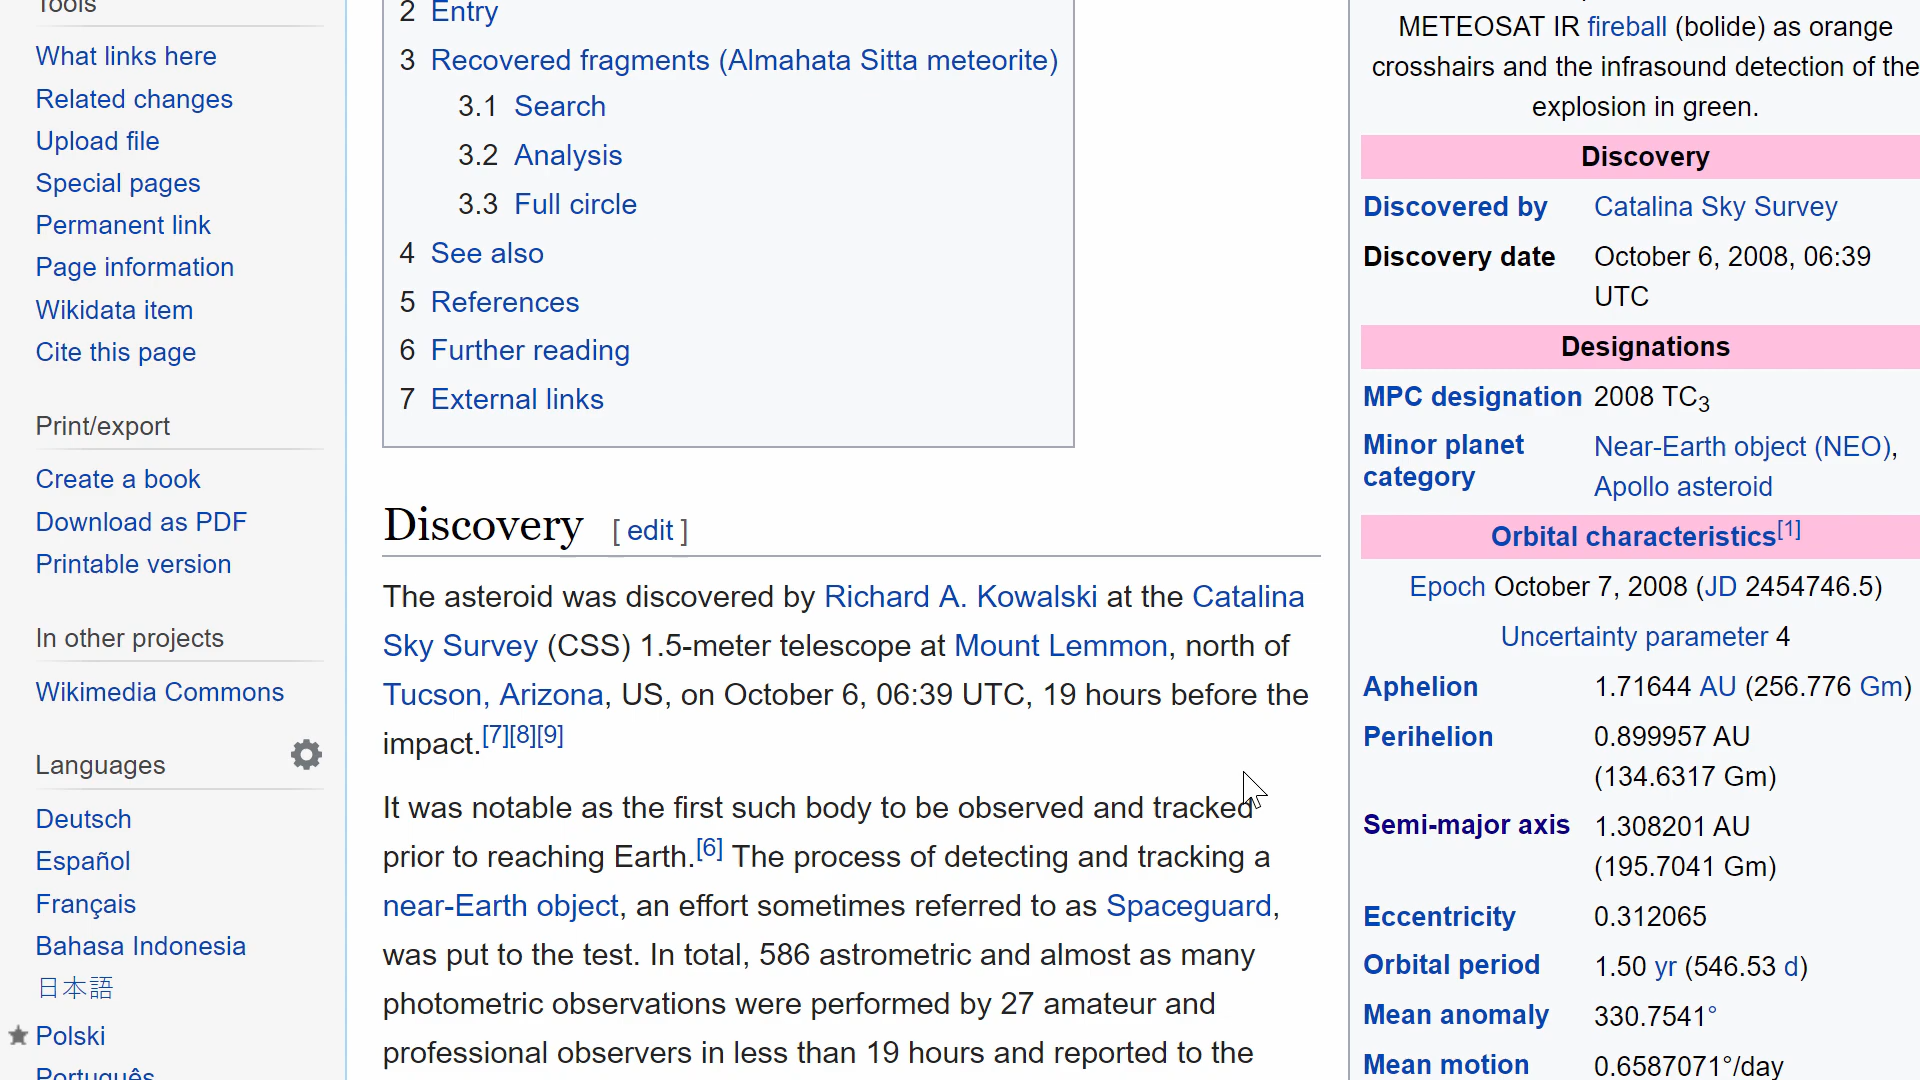 Tools
What links here
Related changes
Upload file
Special pages
Permanent link
Page information
Wikidata item
Cite this page
Print/export
Create a book
Download as PDF
Printable version
In other projects
Wikimedia Commons
Languages
Deutsch
Español
Français
Bahasa Indonesia
日本語
Polski
Português
2 Entry
3 Recovered fragments (Almahata Sitta meteorite)
3.1 Search
3.2 Analysis
3.3 Full circle
4 See also
5 References
6 Further reading
7 External links
Discovery [ edit ]
The asteroid was discovered by Richard A. Kowalski at the Catalina
Sky Survey (CSS) 1.5-meter telescope at Mount Lemmon, north of
Tucson, Arizona, US, on October 6, 06:39 UTC, 19 hours before the
impact.[7][8][9]
It was notable as the first such body to be observed and tracked
prior to reaching Earth.[6] The process of detecting and tracking a
near-Earth object, an effort sometimes referred to as Spaceguard,
was put to the test. In total, 586 astrometric and almost as many
photometric observations were performed by 27 amateur and
professional observers in less than 19 hours and reported to the
METEOSAT IR fireball (bolide) as orange
crosshairs and the infrasound detection of the
explosion in green.
Discovery
Discovered by Catalina Sky Survey
Discovery date October 6, 2008, 06:39
UTC
Designations
MPC designation 2008 TC3
Minor planet category Near-Earth object (NEO),
Apollo asteroid
Orbital characteristics[1]
Epoch October 7, 2008 (JD 2454746.5)
Uncertainty parameter 4
Aphelion 1.71644 AU (256.776 Gm)
Perihelion 0.899957 AU
(134.6317 Gm)
Semi-major axis 1.308201 AU
(195.7041 Gm)
Eccentricity 0.312065
Orbital period 1.50 yr (546.53 d)
Mean anomaly 330.7541°
Mean motion 0.6587071°/day